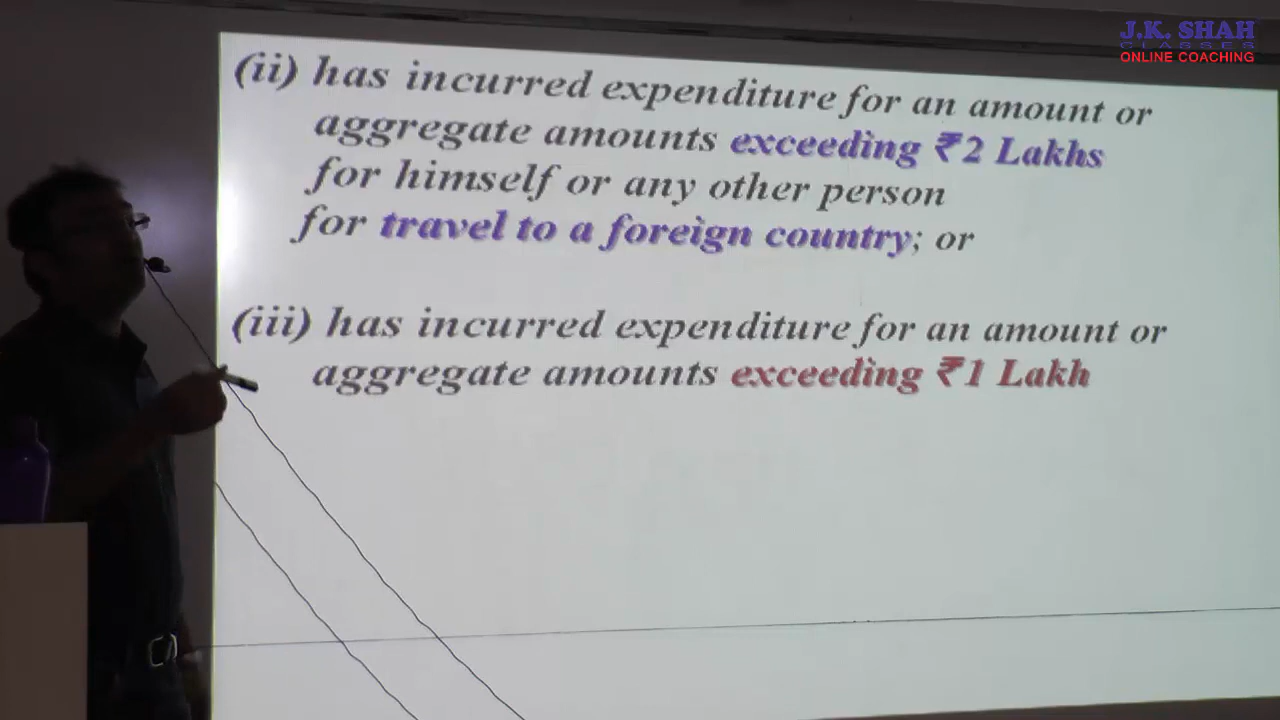 J.K. SHAH
CLASSES
ONLINE COACHING
(ii) has incurred expenditure for an amount or
aggregate amounts exceeding ₹2 Lakhs
for himself or any other person
for travel to a foreign country; or
(iii) has incurred expenditure for an amount or
aggregate amounts exceeding ₹1 Lakh